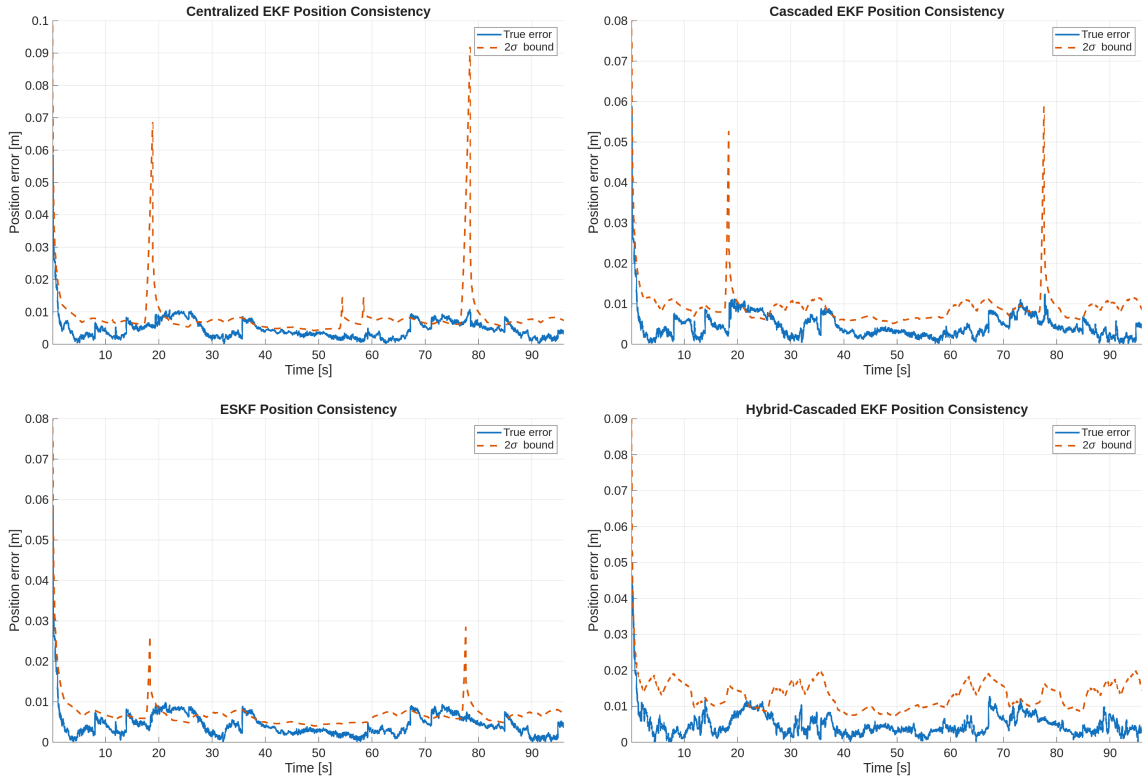 Centralized EKF Position Consistency
True error
2σ bound
Position error [m]
0.1
0.09
0.08
0.07
0.06
0.05
0.04
0.03
0.02
0.01
0
10 20 30 40 50 60 70 80 90
Time [s]
Cascaded EKF Position Consistency
True error
2σ bound
Position error [m]
0.08
0.07
0.06
0.05
0.04
0.03
0.02
0.01
0
10 20 30 40 50 60 70 80 90
Time [s]
ESKF Position Consistency
True error
2σ bound
Position error [m]
0.08
0.07
0.06
0.05
0.04
0.03
0.02
0.01
0
10 20 30 40 50 60 70 80 90
Time [s]
Hybrid-Cascaded EKF Position Consistency
True error
2σ bound
Position error [m]
0.09
0.08
0.07
0.06
0.05
0.04
0.03
0.02
0.01
0
10 20 30 40 50 60 70 80 90
Time [s]